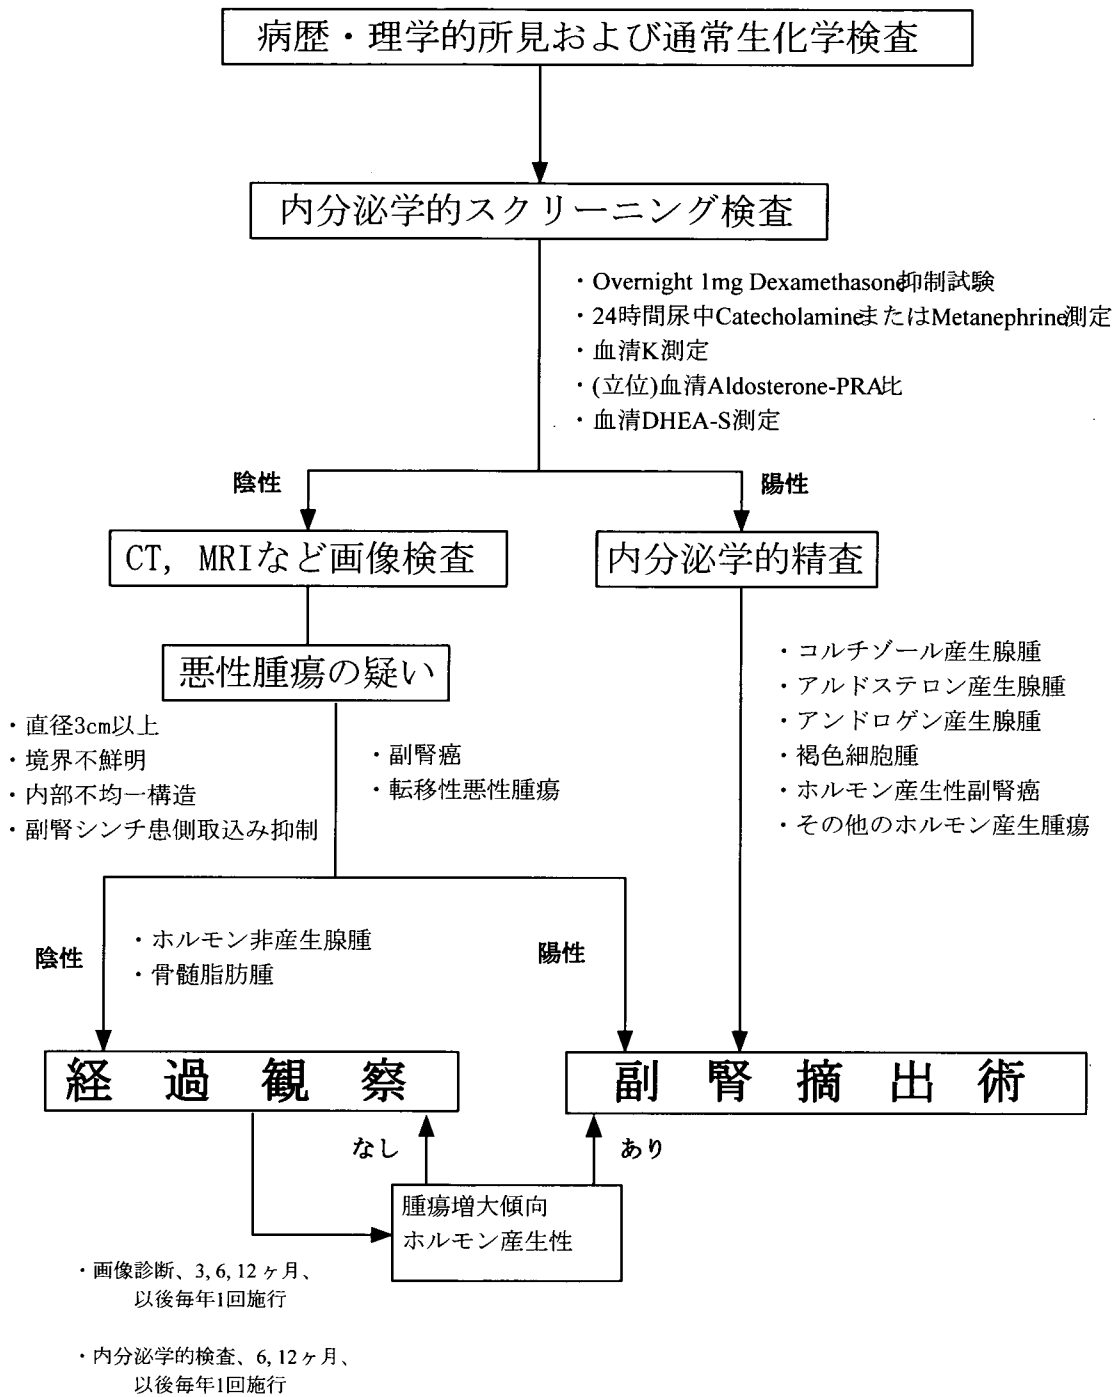 病歴・理学的所見および通常生化学検査
内分泌学的スクリーニング検査
・Overnight 1mg Dexamethasone抑制試験
・24時間尿中CatecholamineまたはMetanephrine測定
・血清K測定
・(立位)血清Aldosterone-PRA比
・血清DHEA-S測定
陰性
陽性
CT, MRIなど画像検査
内分泌学的精査
悪性腫瘍の疑い
・直径3cm以上
・境界不鮮明
・内部不均一構造
・副腎シンチ患側取込み抑制
・副腎癌
・転移性悪性腫瘍
・コルチゾール産生腺腫
・アルドステロン産生腺腫
・アンドロゲン産生腺腫
・褐色細胞腫
・ホルモン産生性副腎癌
・その他のホルモン産生腫瘍
陰性
・ホルモン非産生腺腫
・骨髄脂肪腫
陽性
経過観察
副腎摘出術
なし
あり
腫瘍増大傾向
ホルモン産生性
・画像診断、3, 6, 12ヶ月、
以後毎年1回施行
・内分泌学的検査、6, 12ヶ月、
以後毎年1回施行